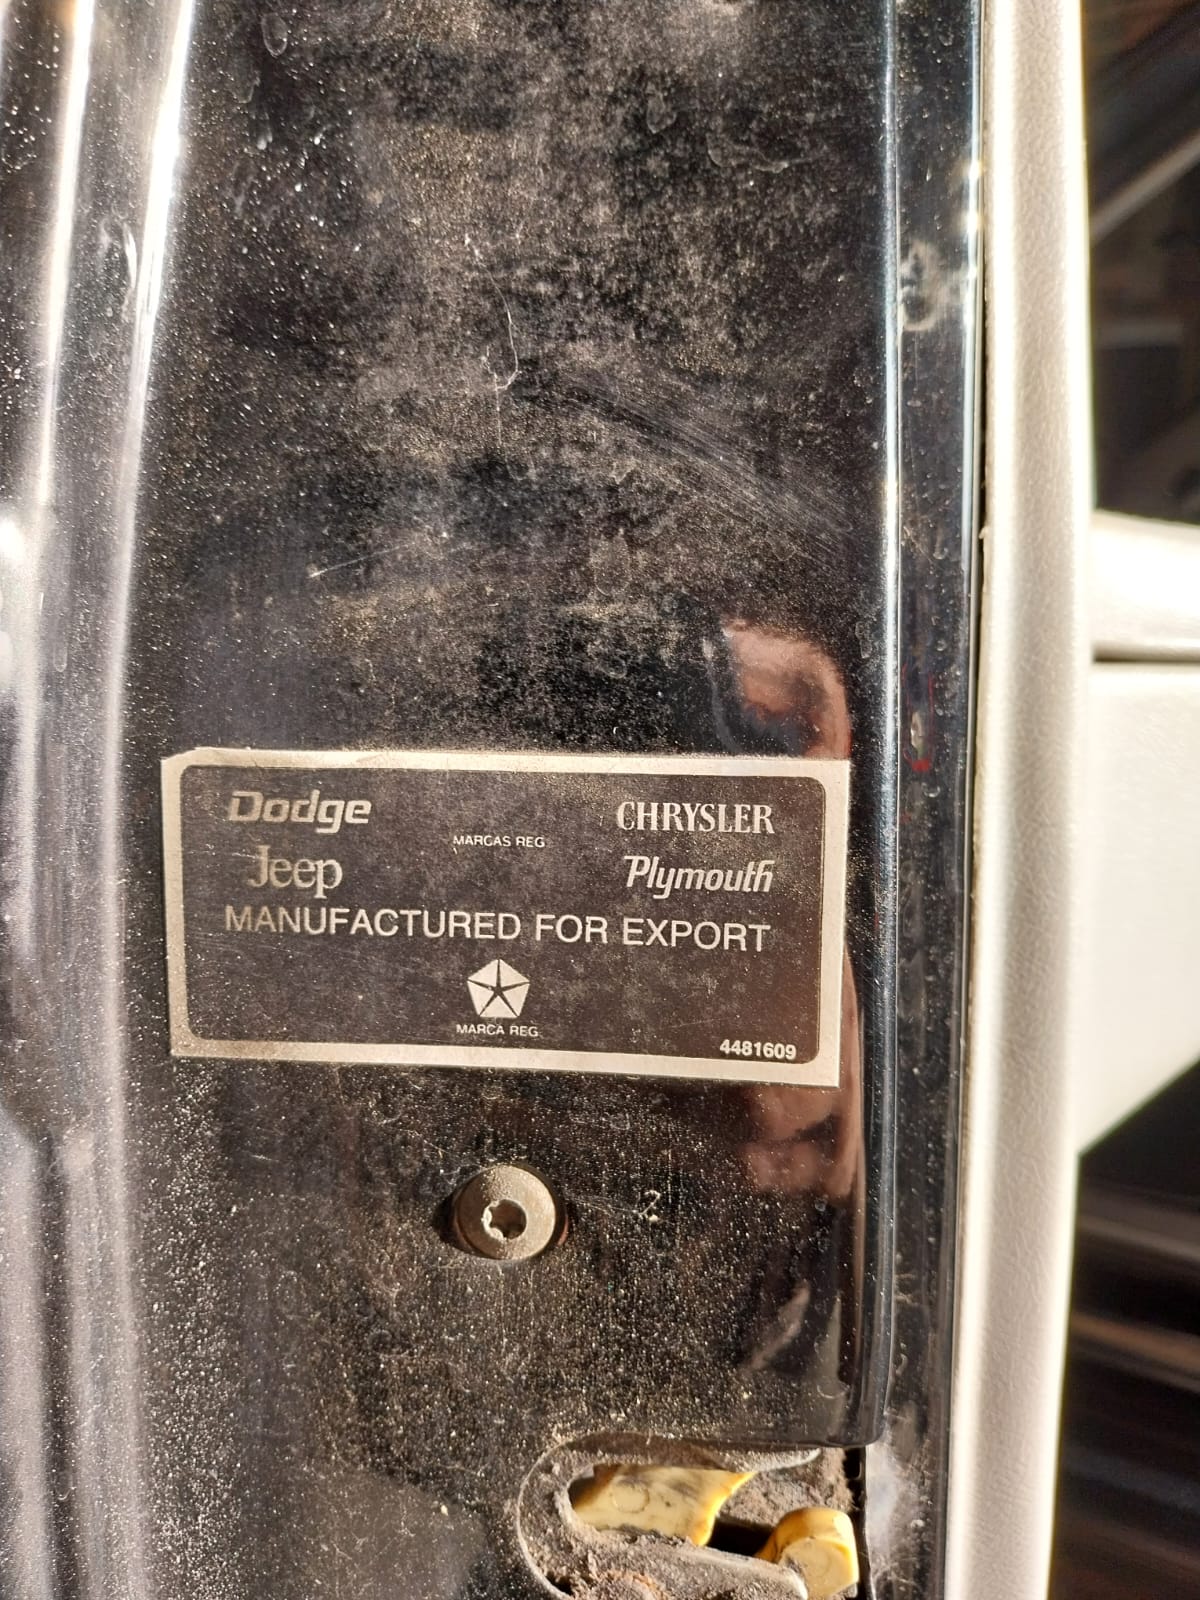 Dodge CHRYSLER
MARCAS REG
Jeep Plymouth
MANUFACTURED FOR EXPORT
MARCA REG
4481609